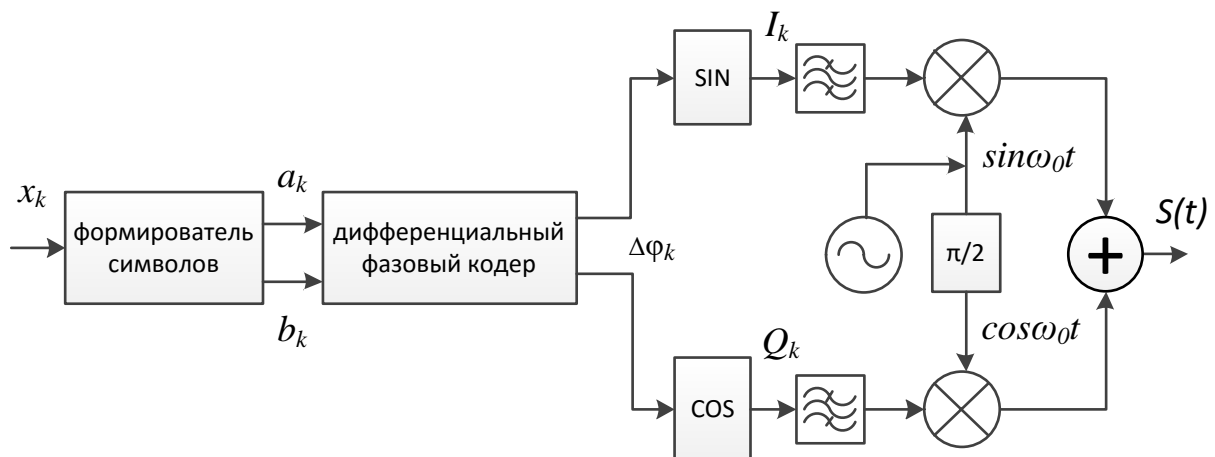 x_k
формирователь
символов
a_k
b_k
дифференциальный
фазовый кодер
Δφ_k
SIN
I_k
COS
Q_k
sinω₀t
π/2
cosω₀t
+
S(t)